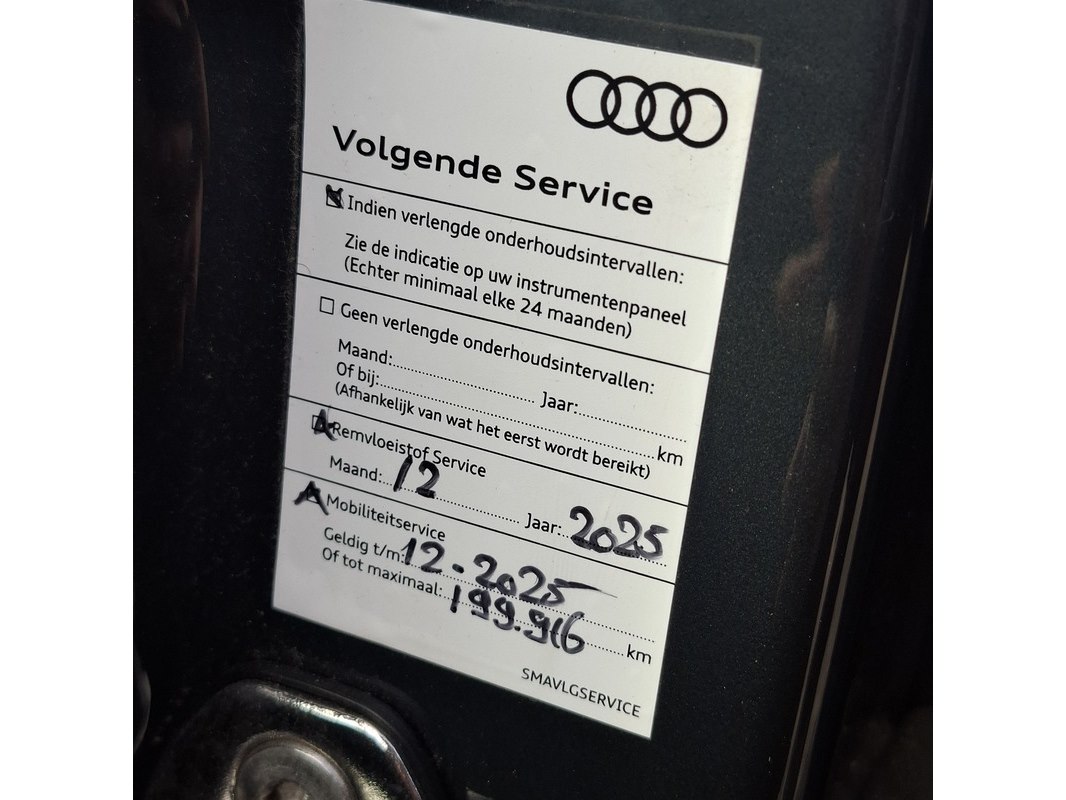 Volgende Service
Indien verlengde onderhoudsintervallen:
Zie de indicatie op uw instrumentenpaneel
(Echter minimaal elke 24 maanden)
Geen verlengde onderhoudsintervallen:
Maand:.............................. Jaar:......................
Of bij:.......................................................km
(Afhankelijk van wat het eerst wordt bereikt)
Remvloeistof Service
Maand: 12 Jaar: 2025
Mobiliteitservice
Geldig t/m: 12-2025
Of tot maximaal: 199.916 km
SMAVLGSERVICE